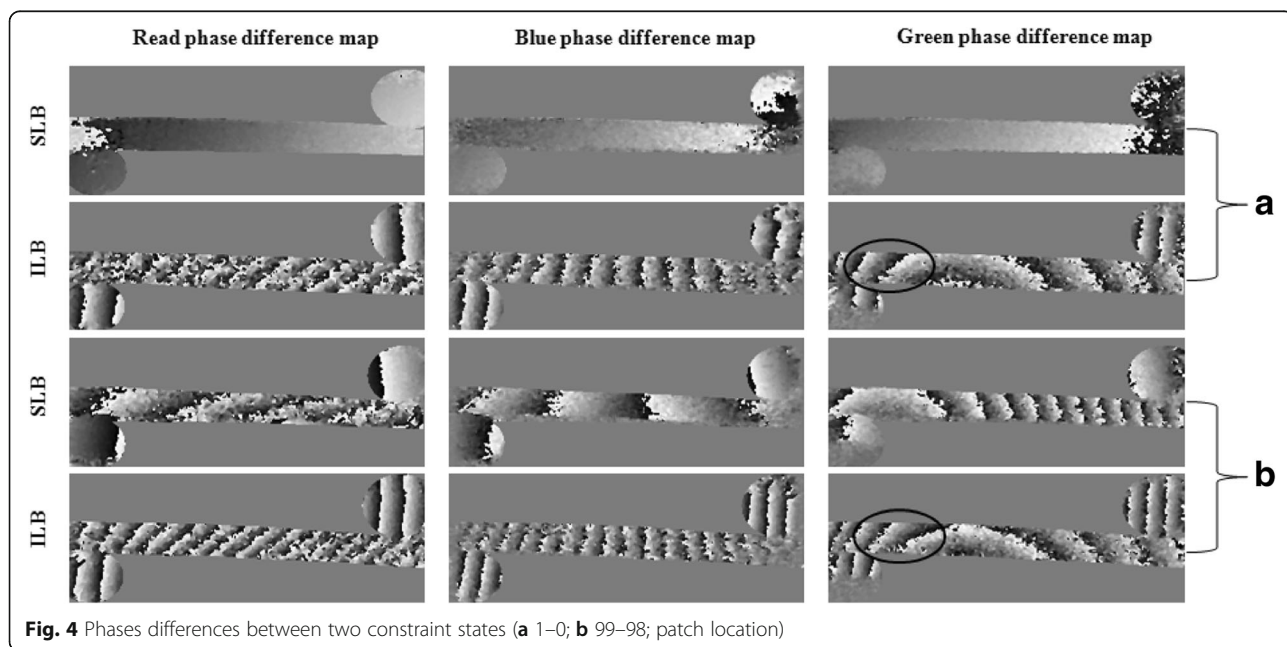 Read phase difference map
Blue phase difference map
Green phase difference map
SLB
ILB
a
SLB
ILB
b
Fig. 4 Phases differences between two constraint states (a 1–0; b 99–98; patch location)